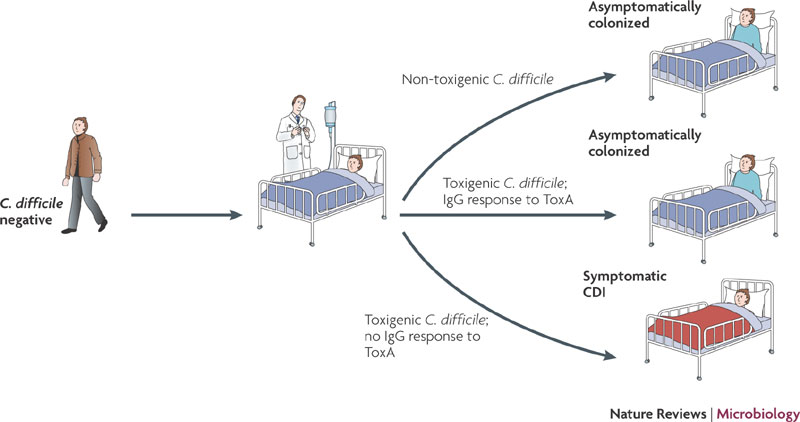 Asymptomatically
colonized
Non-toxigenic C. difficile
Asymptomatically
colonized
C. difficile
negative
Toxigenic C. difficile;
IgG response to ToxA
Symptomatic
CDI
Toxigenic C. difficile;
no IgG response to
ToxA
Nature Reviews | Microbiology